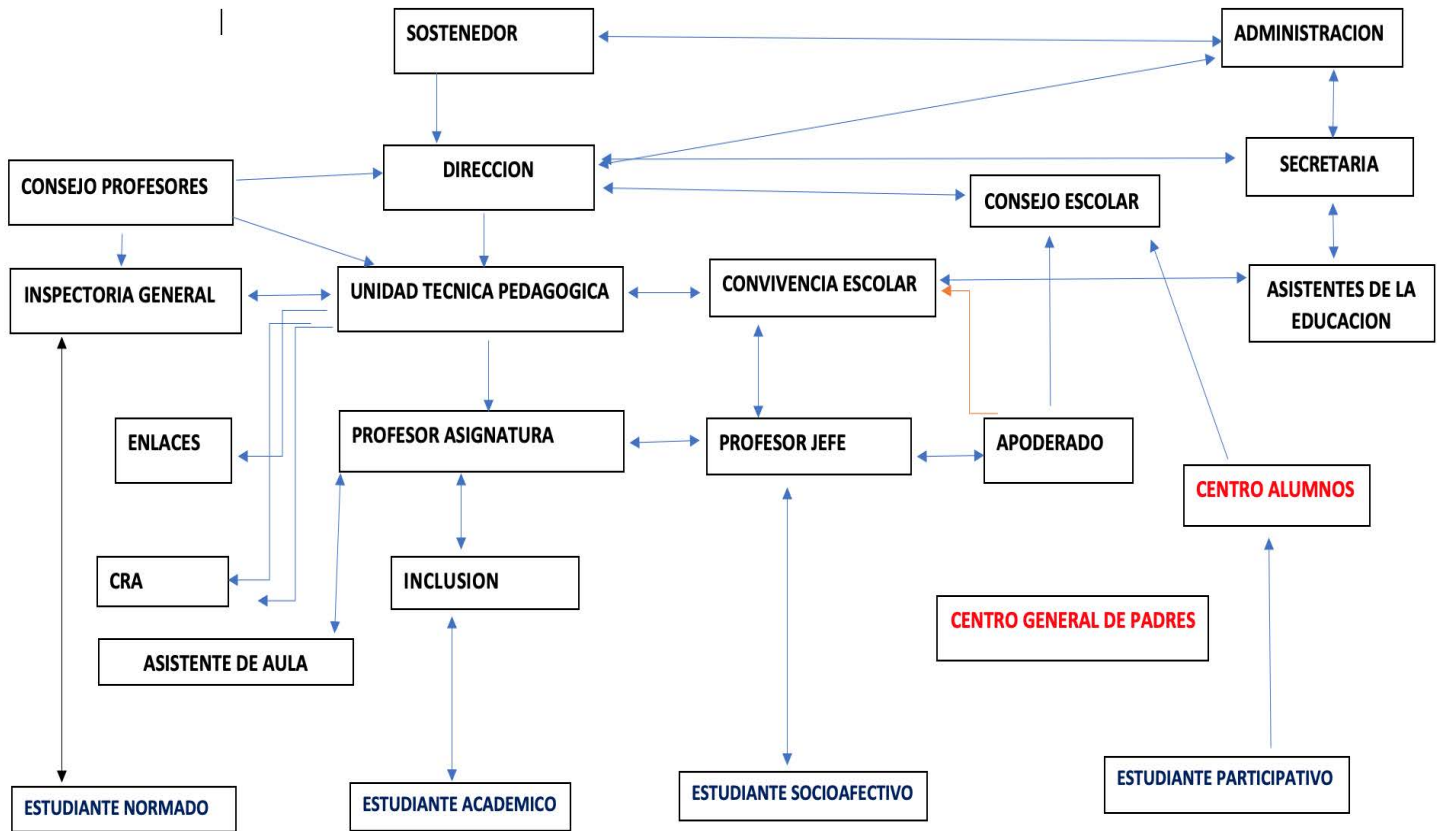 SOSTENEDOR
ADMINISTRACION
DIRECCION
SECRETARIA
CONSEJO PROFESORES
CONSEJO ESCOLAR
INSPECTORIA GENERAL
UNIDAD TECNICA PEDAGOGICA
CONVIVENCIA ESCOLAR
ASISTENTES DE LA
EDUCACION
ENLACES
PROFESOR ASIGNATURA
PROFESOR JEFE
APODERADO
CENTRO ALUMNOS
CRA
INCLUSION
CENTRO GENERAL DE PADRES
ASISTENTE DE AULA
ESTUDIANTE NORMADO
ESTUDIANTE ACADEMICO
ESTUDIANTE SOCIOAFECTIVO
ESTUDIANTE PARTICIPATIVO